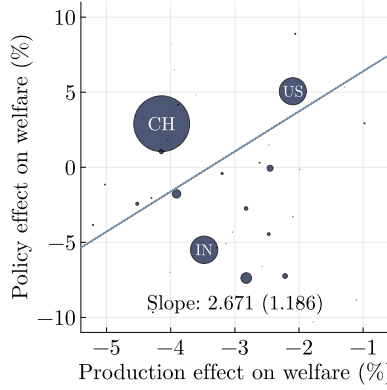 Policy effect on welfare (%)
10
5
0
−5
−10
CH
US
IN
Slope: 2.671 (1.186)
−5 −4 −3 −2 −1
Production effect on welfare (%)